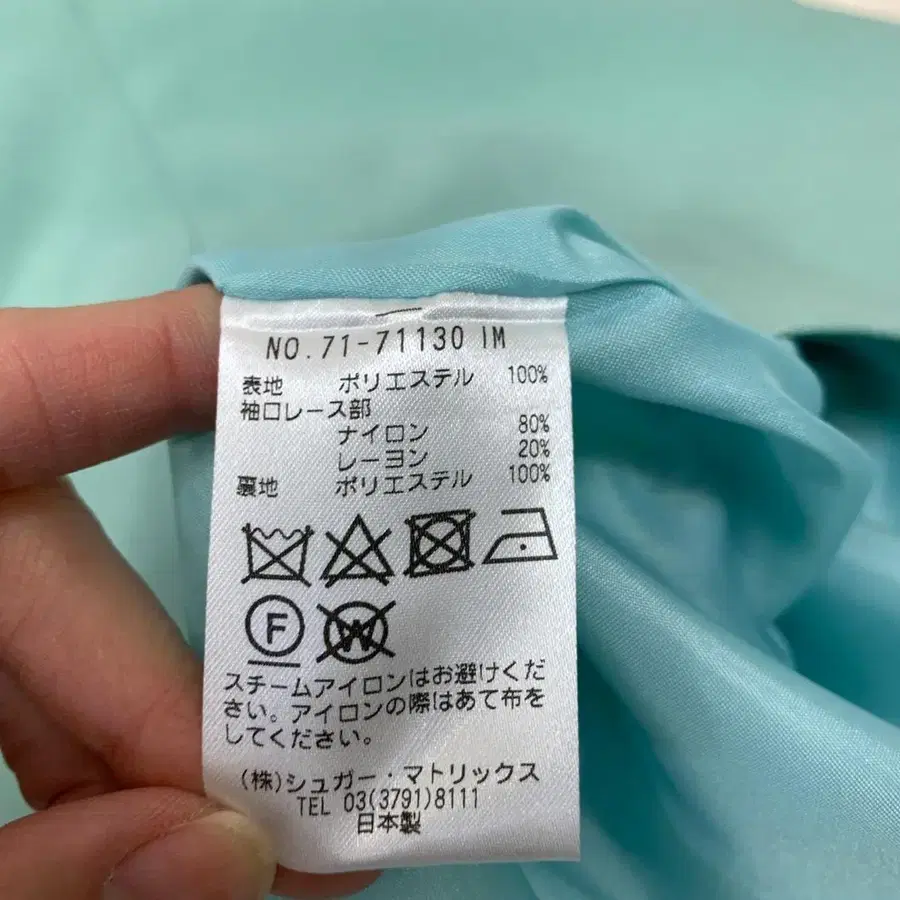 NO.71-71130 IM
表地 ポリエステル 100%
袖口レース部
ナイロン 80%
レーヨン 20%
裏地 ポリエステル 100%
F W
スチームアイロンはお避けくだ
さい。アイロンの際はあて布を
してください。
(株)シュガー・マトリックス
TEL 03(3791)8111
日本製